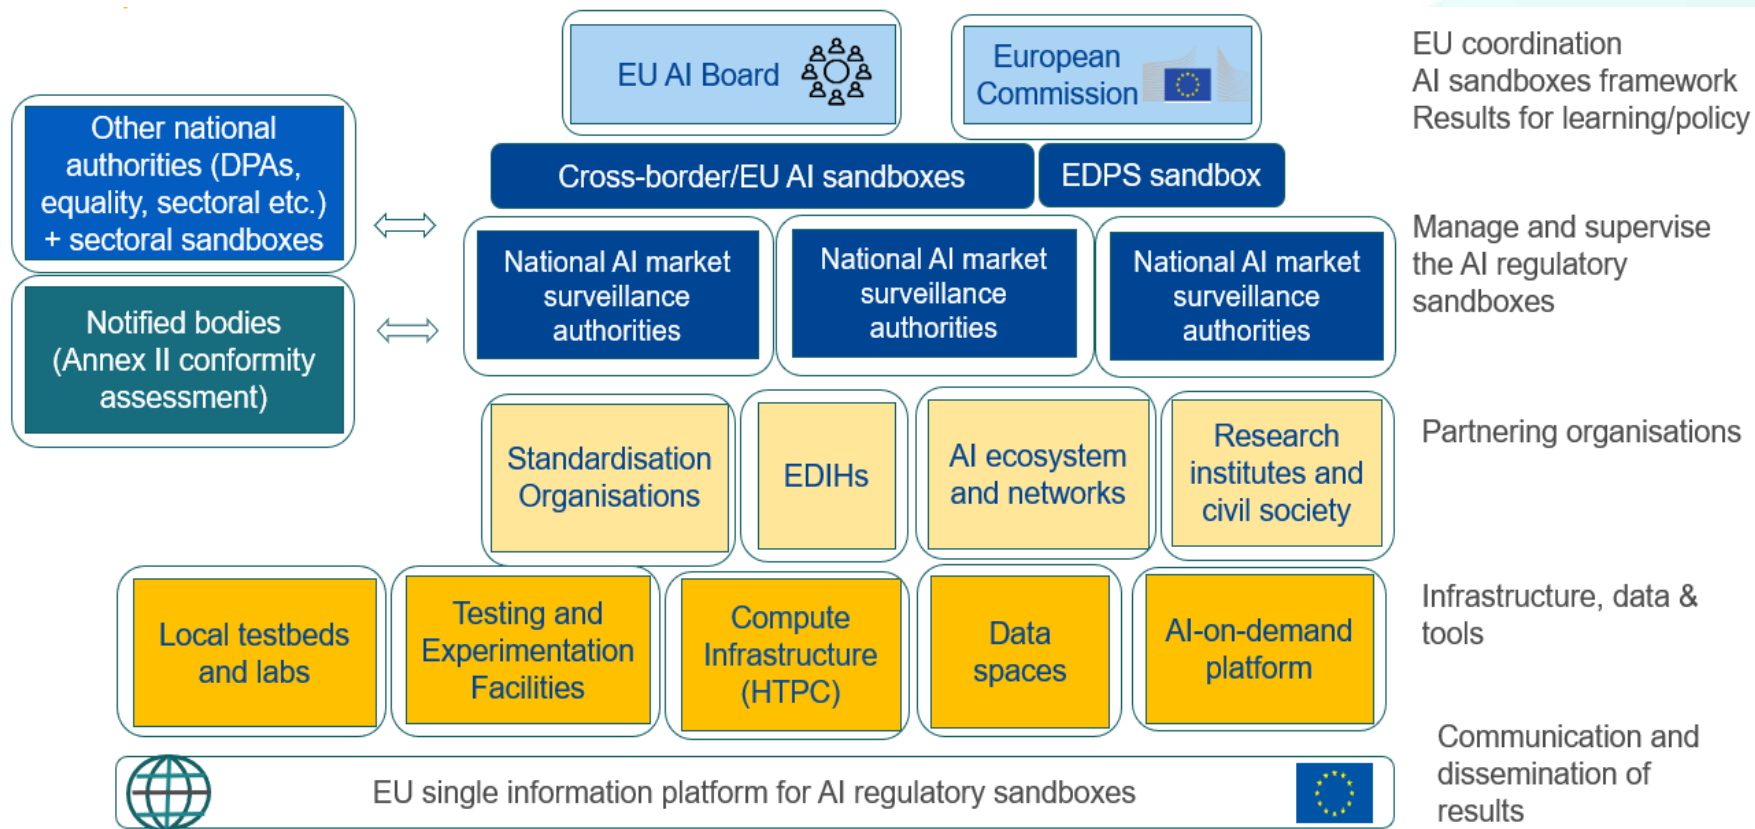 EU AI Board
European
Commission
EU coordination
AI sandboxes framework
Results for learning/policy
Other national
authorities (DPAs,
equality, sectoral etc.)
+ sectoral sandboxes
Cross-border/EU AI sandboxes
EDPS sandbox
National AI market
surveillance
authorities
National AI market
surveillance
authorities
National AI market
surveillance
authorities
Manage and supervise
the AI regulatory
sandboxes
Notified bodies
(Annex II conformity
assessment)
Standardisation
Organisations
EDIHs
AI ecosystem
and networks
Research
institutes and
civil society
Partnering organisations
Local testbeds
and labs
Testing and
Experimentation
Facilities
Compute
Infrastructure
(HTPC)
Data
spaces
AI-on-demand
platform
Infrastructure, data &
tools
EU single information platform for AI regulatory sandboxes
Communication and
dissemination of
results